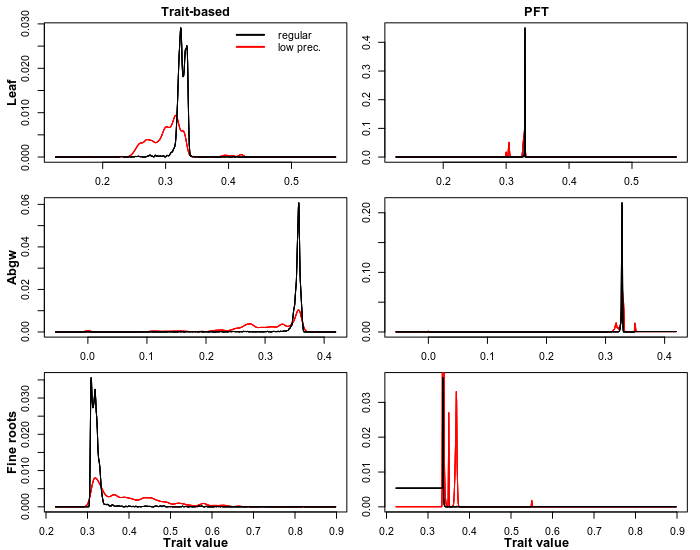 Trait-based PFT
regular
low prec.
Leaf
0.000 0.010 0.020 0.030
0.2 0.3 0.4 0.5
0.0 0.1 0.2 0.3 0.4
0.2 0.3 0.4 0.5
Abgw
0.00 0.02 0.04 0.06
0.0 0.1 0.2 0.3 0.4
0.00 0.10 0.20
0.0 0.1 0.2 0.3 0.4
Fine roots
0.000 0.010 0.020 0.030
0.2 0.3 0.4 0.5 0.6 0.7 0.8 0.9
Trait value
0.00 0.01 0.02 0.03
0.2 0.3 0.4 0.5 0.6 0.7 0.8 0.9
Trait value